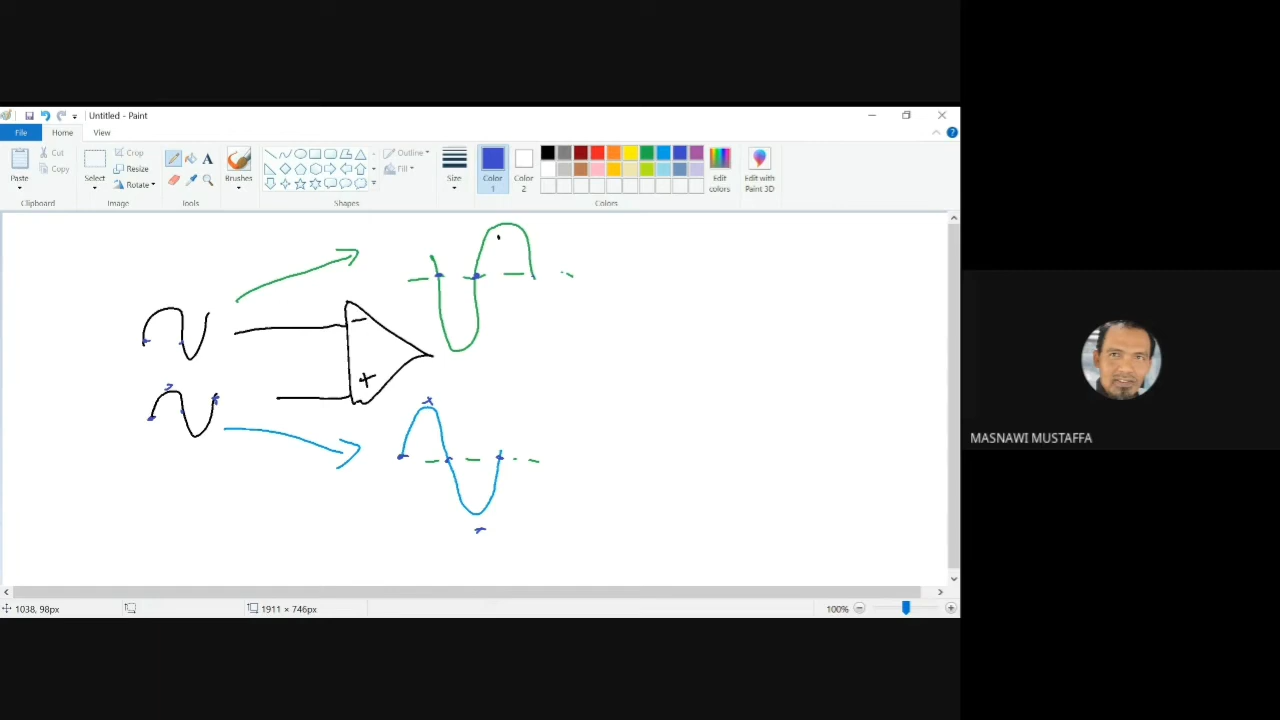 Untitled - Paint
File Home View
Paste
Cut
Copy
Clipboard
Select
Crop
Resize
Rotate
Image
A
Tools
Brushes
Outline
Fill
Shapes
Size
Color 1
Color 2
Edit colors
Colors
Edit with Paint 3D
−
+
MASNAWI MUSTAFFA
1038, 98px
1911 × 746px
100%